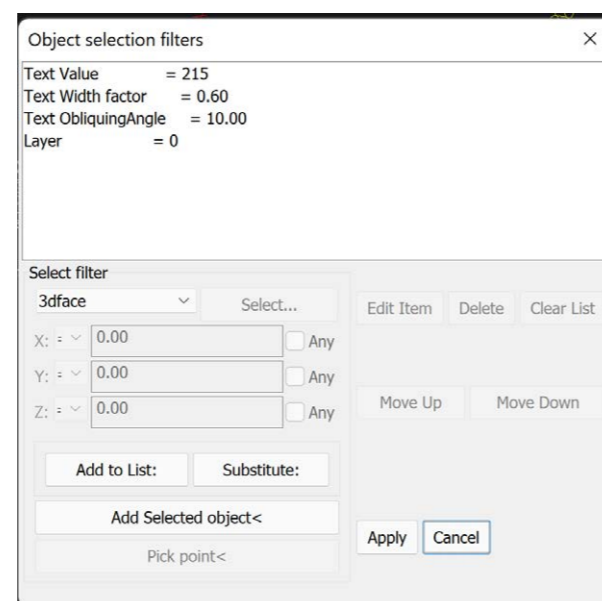 Object selection filters
Text Value = 215
Text Width factor = 0.60
Text ObliquingAngle = 10.00
Layer = 0
Select filter
3dface Select... Edit Item Delete Clear List
X: = 0.00 Any
Y: = 0.00 Any
Z: = 0.00 Any
Move Up Move Down
Add to List: Substitute:
Add Selected object<
Apply Cancel
Pick point<